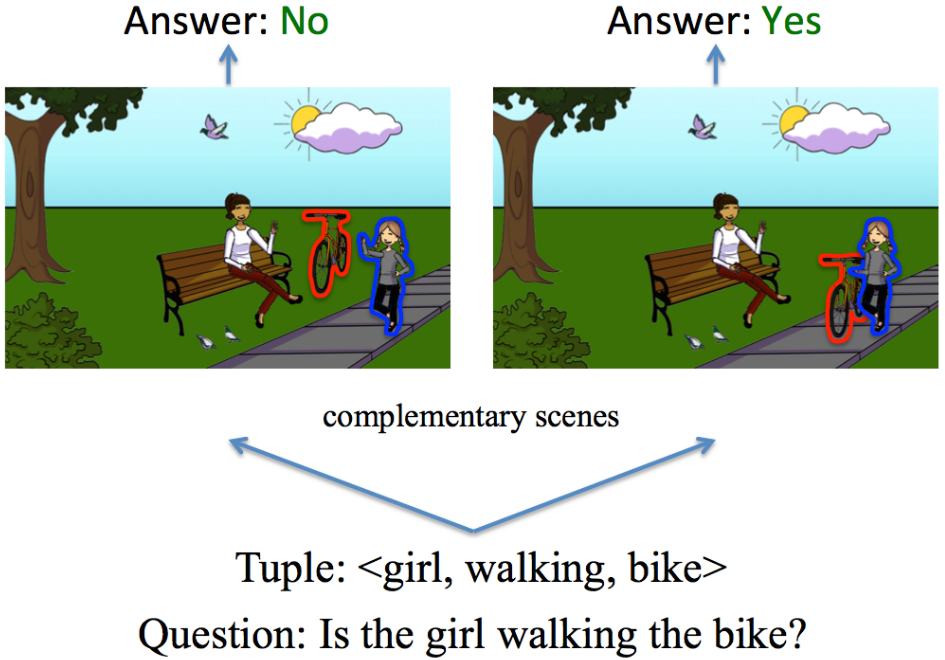 Answer: No
Answer: Yes
complementary scenes
Tuple: <girl, walking, bike>
Question: Is the girl walking the bike?